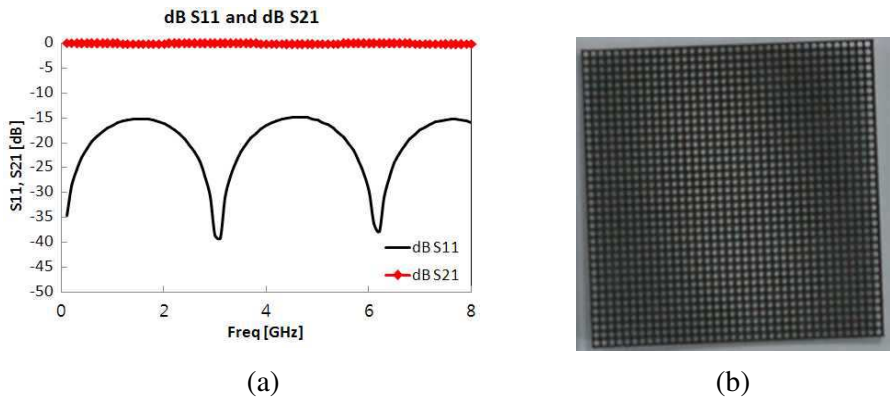 dB S11 and dB S21
0
-5
-10
-15
-20
-25
-30
-35
-40
-45
-50
S11, S21 [dB]
dB S11
dB S21
0 2 4 6 8
Freq [GHz]
(a) (b)